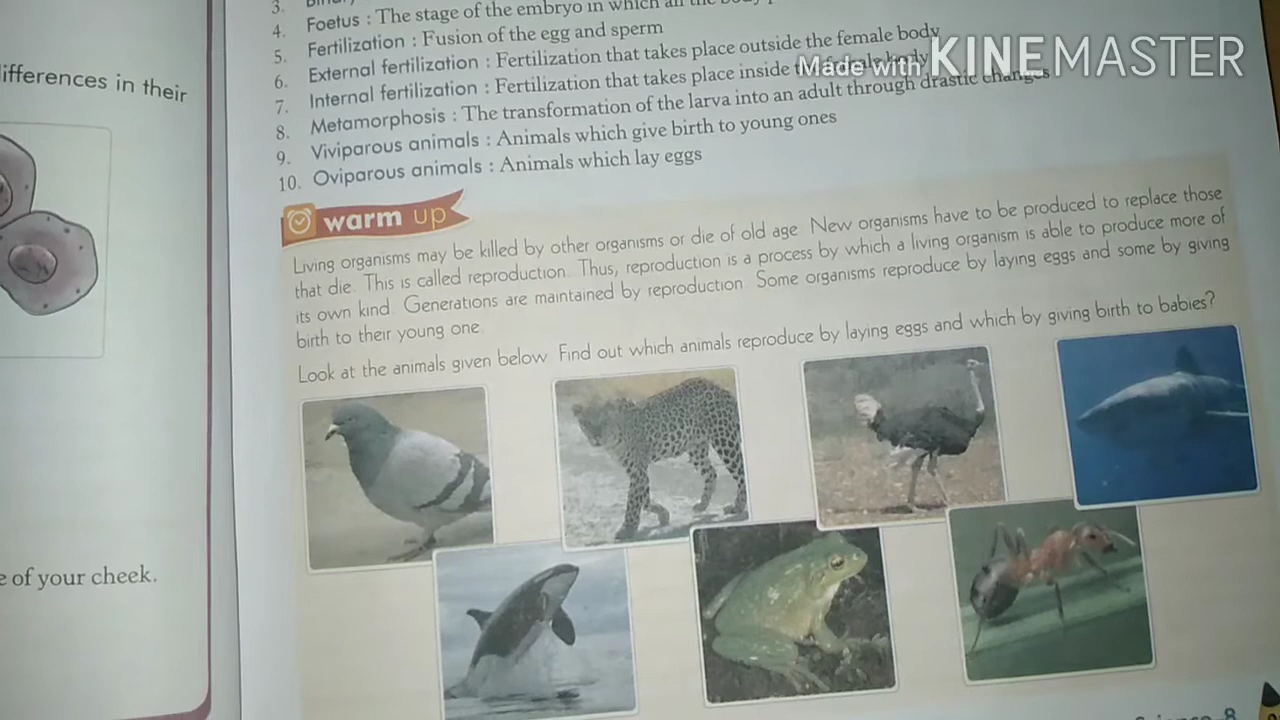 ifferences in their
e of your cheek.
3.
4. Foetus : The stage of the embryo in which all the body
5. Fertilization : Fusion of the egg and sperm
6. External fertilization : Fertilization that takes place outside the female body
7. Internal fertilization : Fertilization that takes place inside the female body
8. Metamorphosis : The transformation of the larva into an adult through drastic changes
9. Viviparous animals : Animals which give birth to young ones
10. Oviparous animals : Animals which lay eggs
Made with KINEMASTER
warm up
Living organisms may be killed by other organisms or die of old age. New organisms have to be produced to replace those
that die. This is called reproduction. Thus, reproduction is a process by which a living organism is able to produce more of
its own kind. Generations are maintained by reproduction. Some organisms reproduce by laying eggs and some by giving
birth to their young one.
Look at the animals given below. Find out which animals reproduce by laying eggs and which by giving birth to babies?